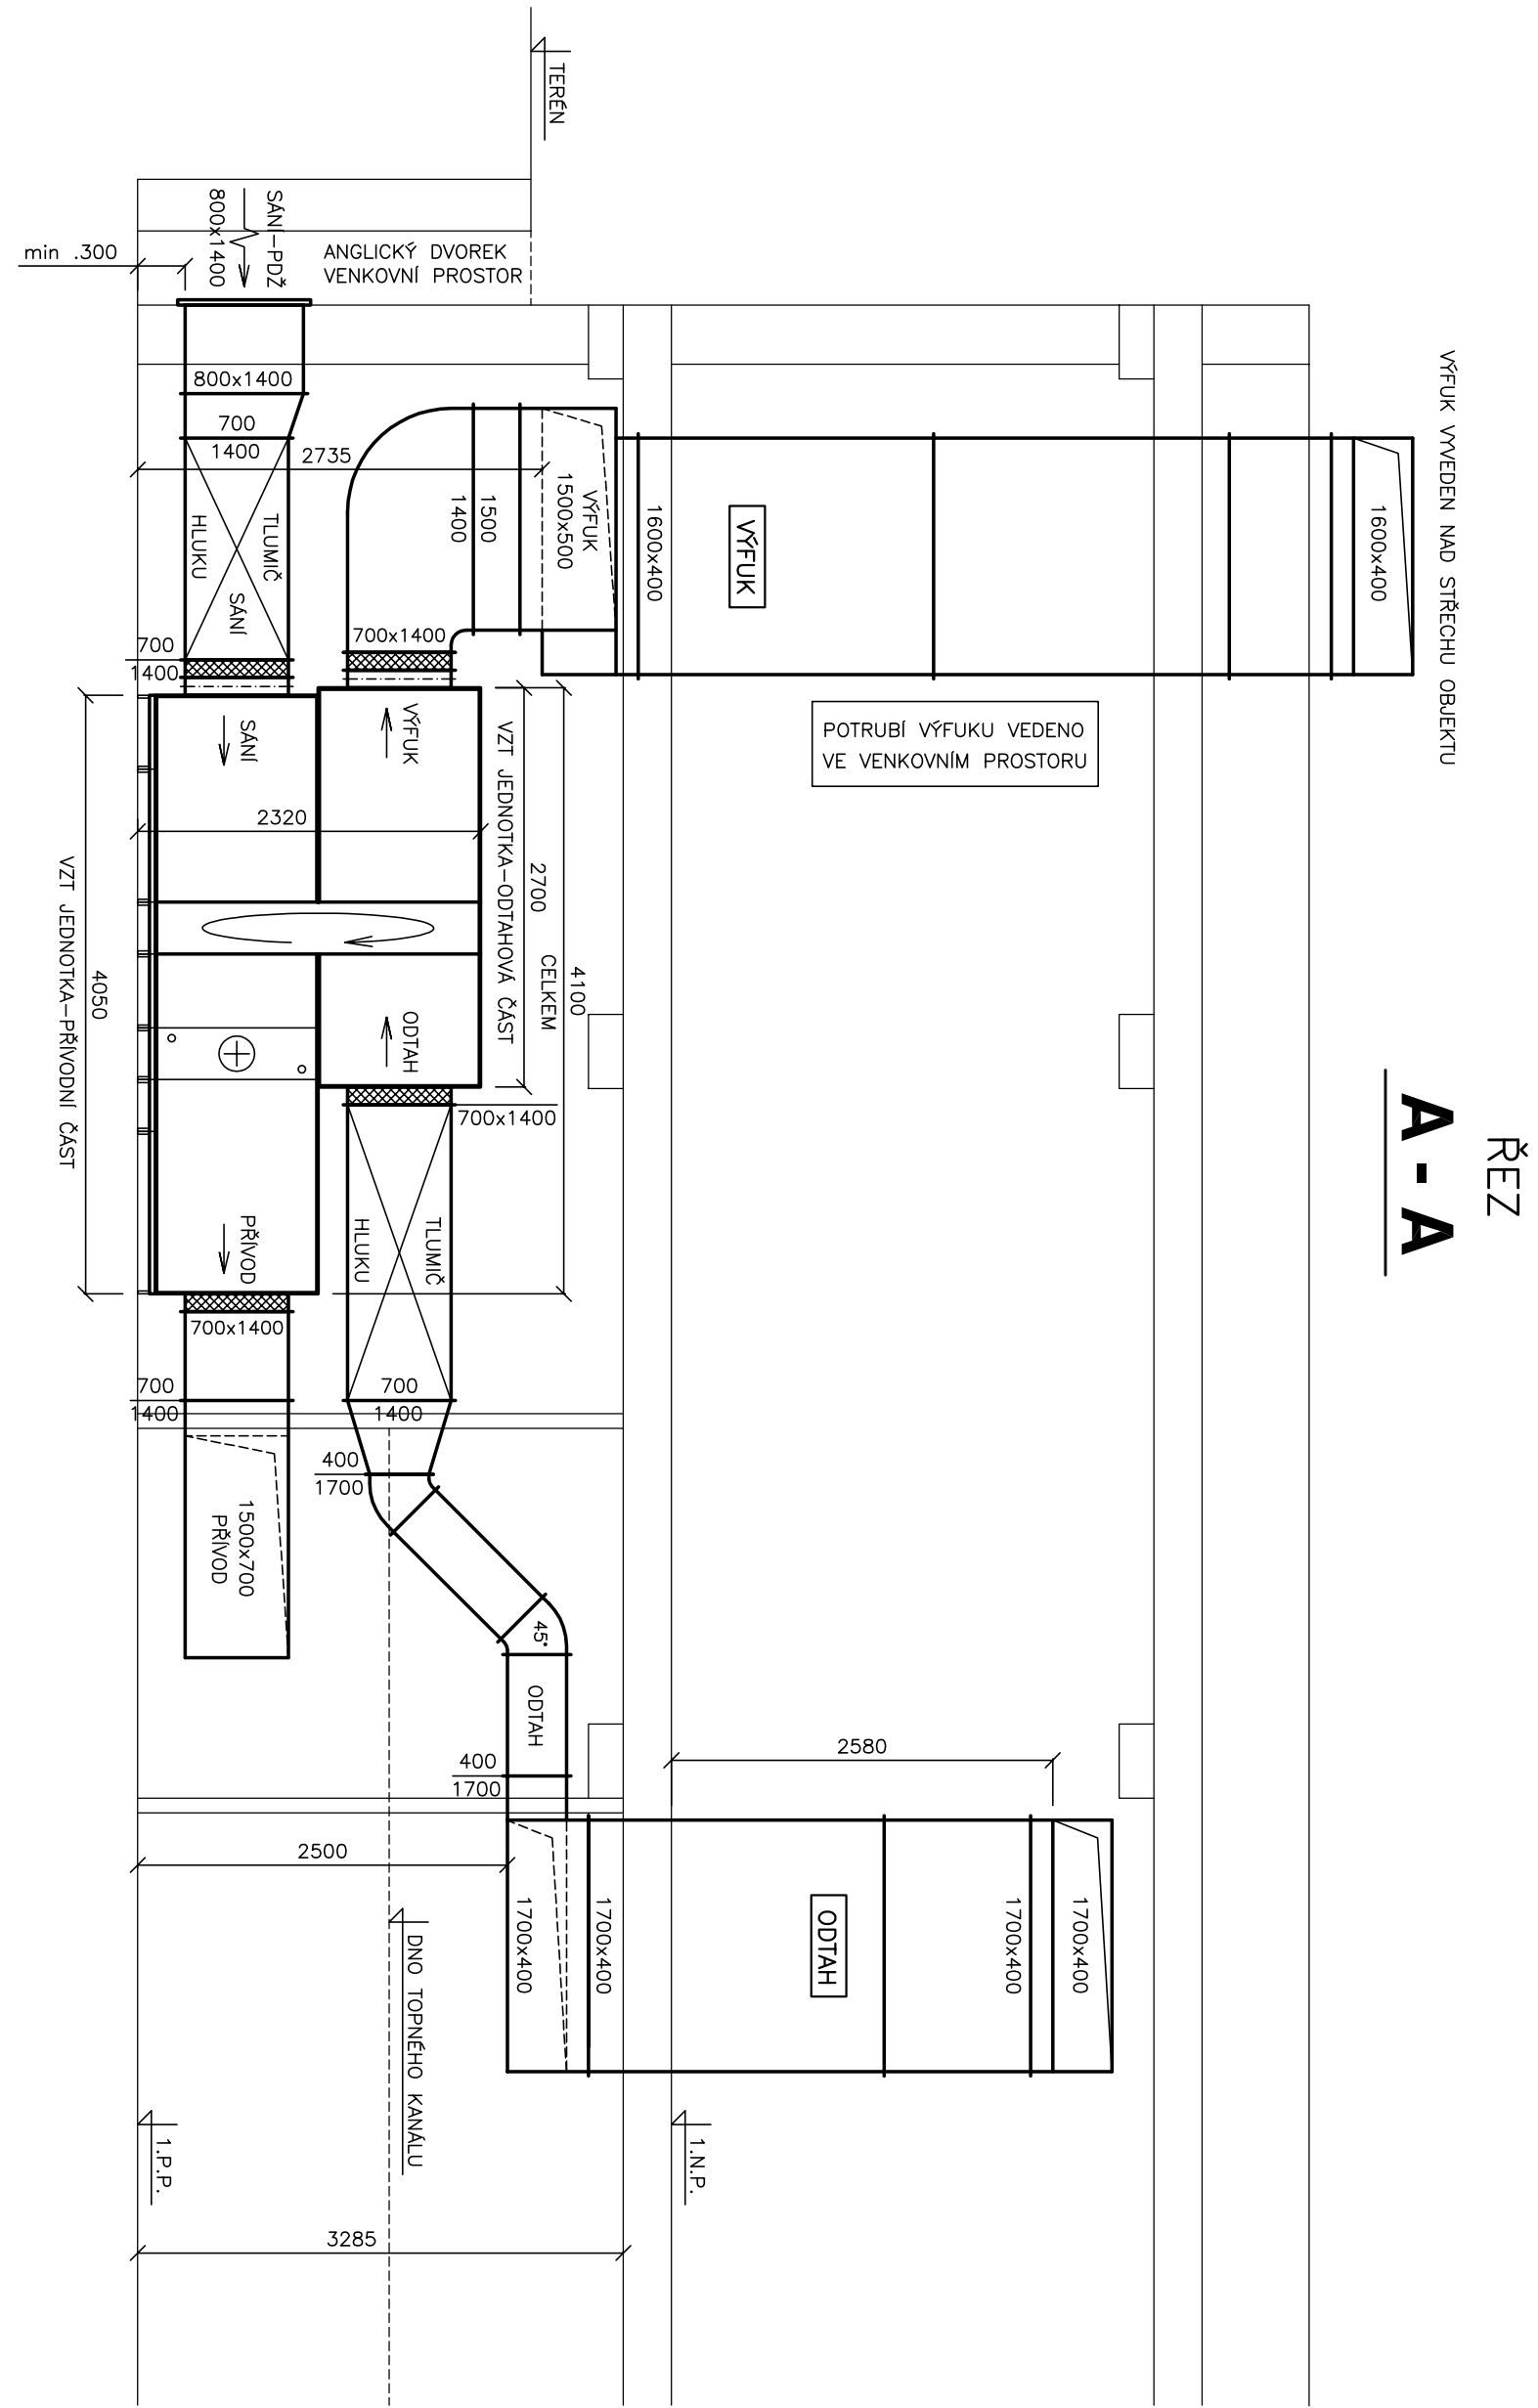 ŘEZ
A - A
VÝFUK VYVEDEN NAD STŘECHU OBJEKTU
1600x400
VÝFUK
1600x400
POTRUBÍ VÝFUKU VEDENO
VE VENKOVNÍM PROSTORU
TERÉN
ANGLICKÝ DVOREK
VENKOVNÍ PROSTOR
SÁNÍ-PDŽ
800x1400
min .300
800x1400
700
1400
2735
VÝFUK
1500x500
1500
1400
TLUMIČ
HLUKU
SÁNÍ
700
1400
700x1400
SÁNÍ
VÝFUK
2320
VZT JEDNOTKA-ODTAHOVÁ ČÁST
2700
CELKEM
4100
4050
VZT JEDNOTKA-PŘÍVODNÍ ČÁST
ODTAH
700x1400
PŘÍVOD
TLUMIČ
HLUKU
700x1400
700
1400
700
1400
400
1700
1500x700
PŘÍVOD
45°
ODTAH
400
1700
2580
2500
1700x400
1700x400
ODTAH
1700x400
1700x400
DNO TOPNÉHO KANÁLU
1.P.P.
1.N.P.
3285